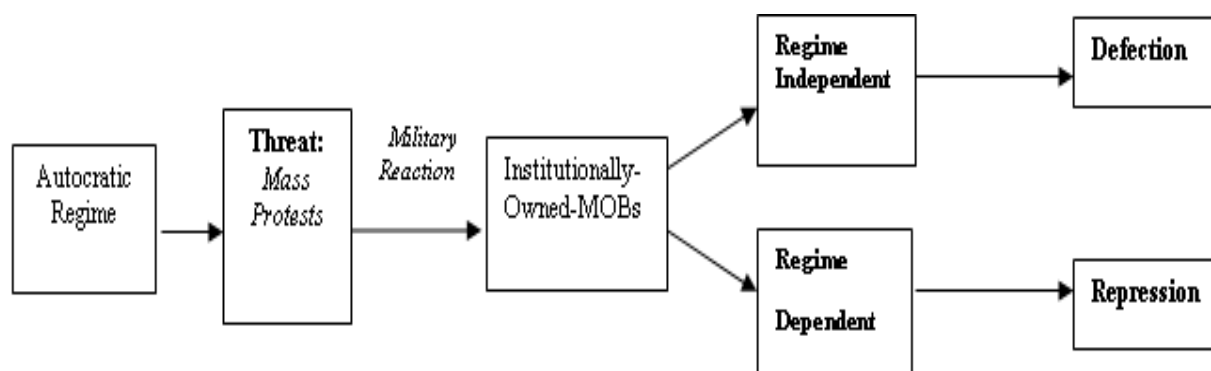 Autocratic
Regime
Threat:
Mass
Protests
Military
Reaction
Institutionally-
Owned-MOBs
Regime
Independent
Defection
Regime
Dependent
Repression